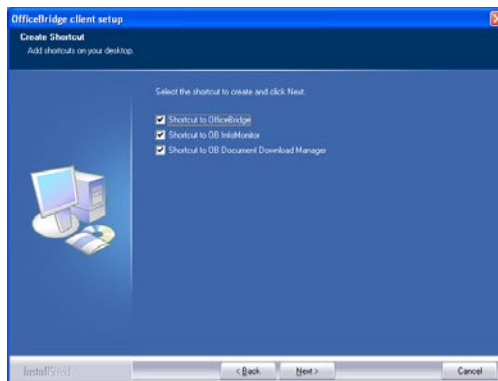 OfficeBridge client setup
Create Shortcut
Add shortcuts on your desktop.
Select the shortcut to create and click Next.
Shortcut to OfficeBridge
Shortcut to OB InfoMonitor
Shortcut to OB Document Download Manager
InstallShield
< Back Next > Cancel